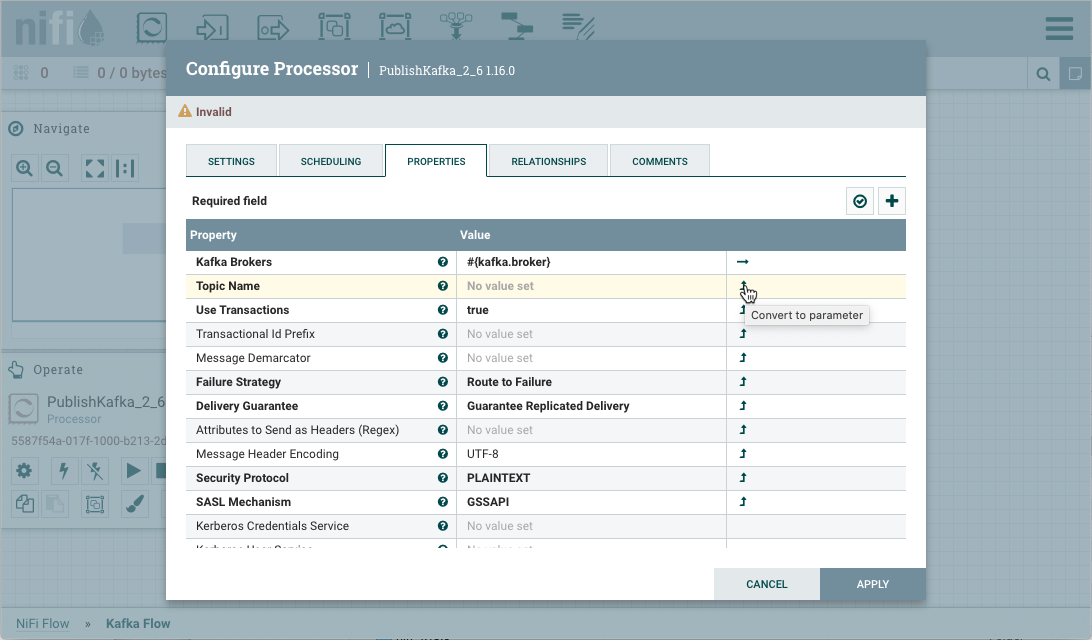 nifi
0
0 / 0 bytes
Configure Processor | PublishKafka_2_6 1.16.0
Invalid
Navigate
SETTINGS
SCHEDULING
PROPERTIES
RELATIONSHIPS
COMMENTS
Required field
Property Value
Kafka Brokers #{kafka.broker}
Topic Name No value set
Use Transactions true
Convert to parameter
Transactional Id Prefix No value set
Message Demarcator No value set
Failure Strategy Route to Failure
Delivery Guarantee Guarantee Replicated Delivery
Attributes to Send as Headers (Regex) No value set
Message Header Encoding UTF-8
Security Protocol PLAINTEXT
SASL Mechanism GSSAPI
Kerberos Credentials Service No value set
Operate
PublishKafka_2_6
Processor
5587f54a-017f-1000-b213-2d
CANCEL
APPLY
NiFi Flow » Kafka Flow